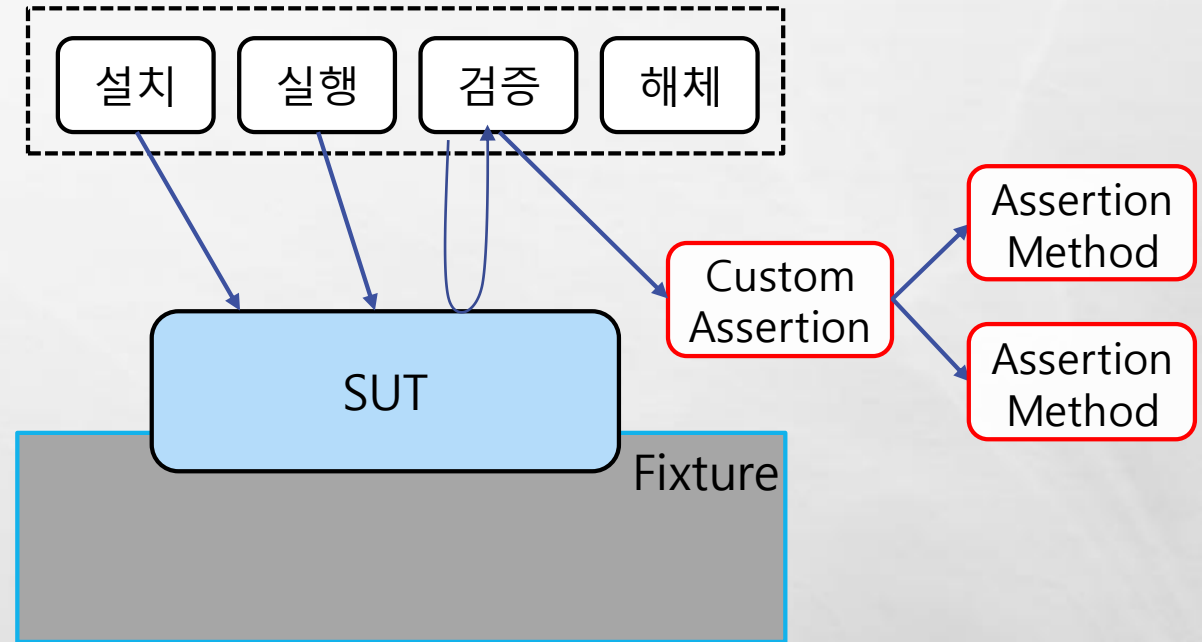 설치
실행
검증
해체
Assertion
Method
Custom
Assertion
Assertion
Method
SUT
Fixture